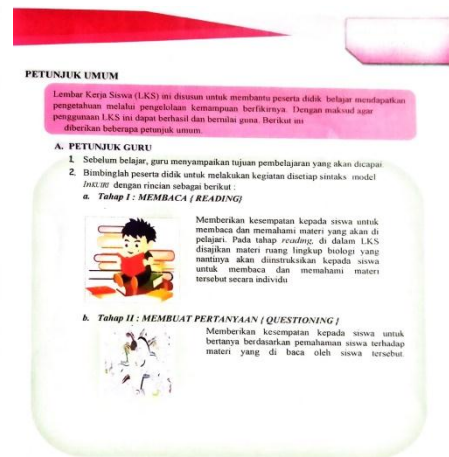 PETUNJUK UMUM
Lembar Kerja Siswa (LKS) ini disusun untuk membantu peserta didik belajar mendapatkan
pengetahuan melalui pengelolaan kemampuan berfikirnya. Dengan maksud agar
penggunaan LKS ini dapat berhasil dan bernilai guna. Berikut ini
diberikan beberapa petunjuk umum.
A. PETUNJUK GURU
1. Sebelum belajar, guru menyampaikan tujuan pembelajaran yang akan dicapai
2. Bimbinglah peserta didik untuk melakukan kegiatan disetiap sintaks model
dengan rincian sebagai berikut :
a. Tahap I : MEMBACA ( READING)
Memberikan kesempatan kepada siswa untuk
membaca dan memahami materi yang akan di
pelajari. Pada tahap reading, di dalam LKS
disajikan materi ruang lingkup biologi yang
nantinya akan diinstruksikan kepada siswa
untuk membaca dan memahami materi
tersebut secara individu
b. Tahap II : MEMBUAT PERTANYAAN ( QUESTIONING )
Memberikan kesempatan kepada siswa untuk
bertanya berdasarkan pemahaman siswa terhadap
materi yang di baca oleh siswa tersebut.